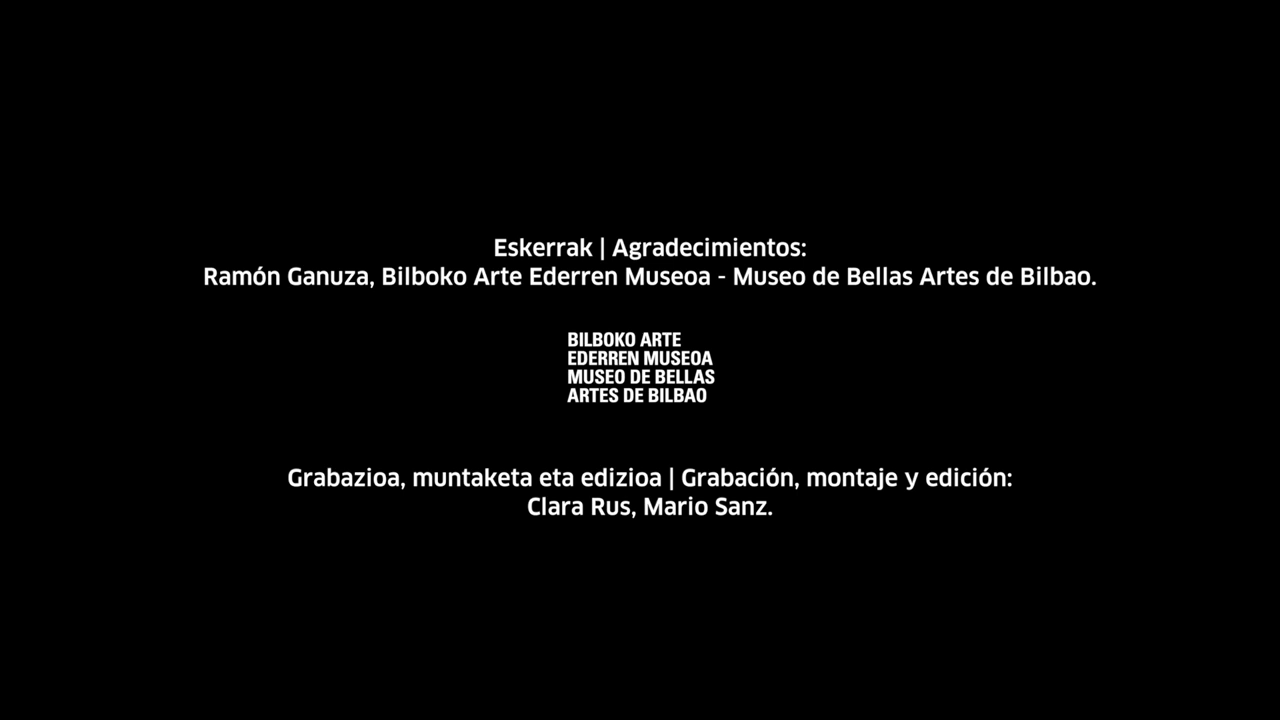 Eskerrak | Agradecimientos:
Ramón Ganuza, Bilboko Arte Ederren Museoa - Museo de Bellas Artes de Bilbao.
BILBOKO ARTE
EDERREN MUSEOA
MUSEO DE BELLAS
ARTES DE BILBAO
Grabazioa, muntaketa eta edizioa | Grabación, montaje y edición:
Clara Rus, Mario Sanz.